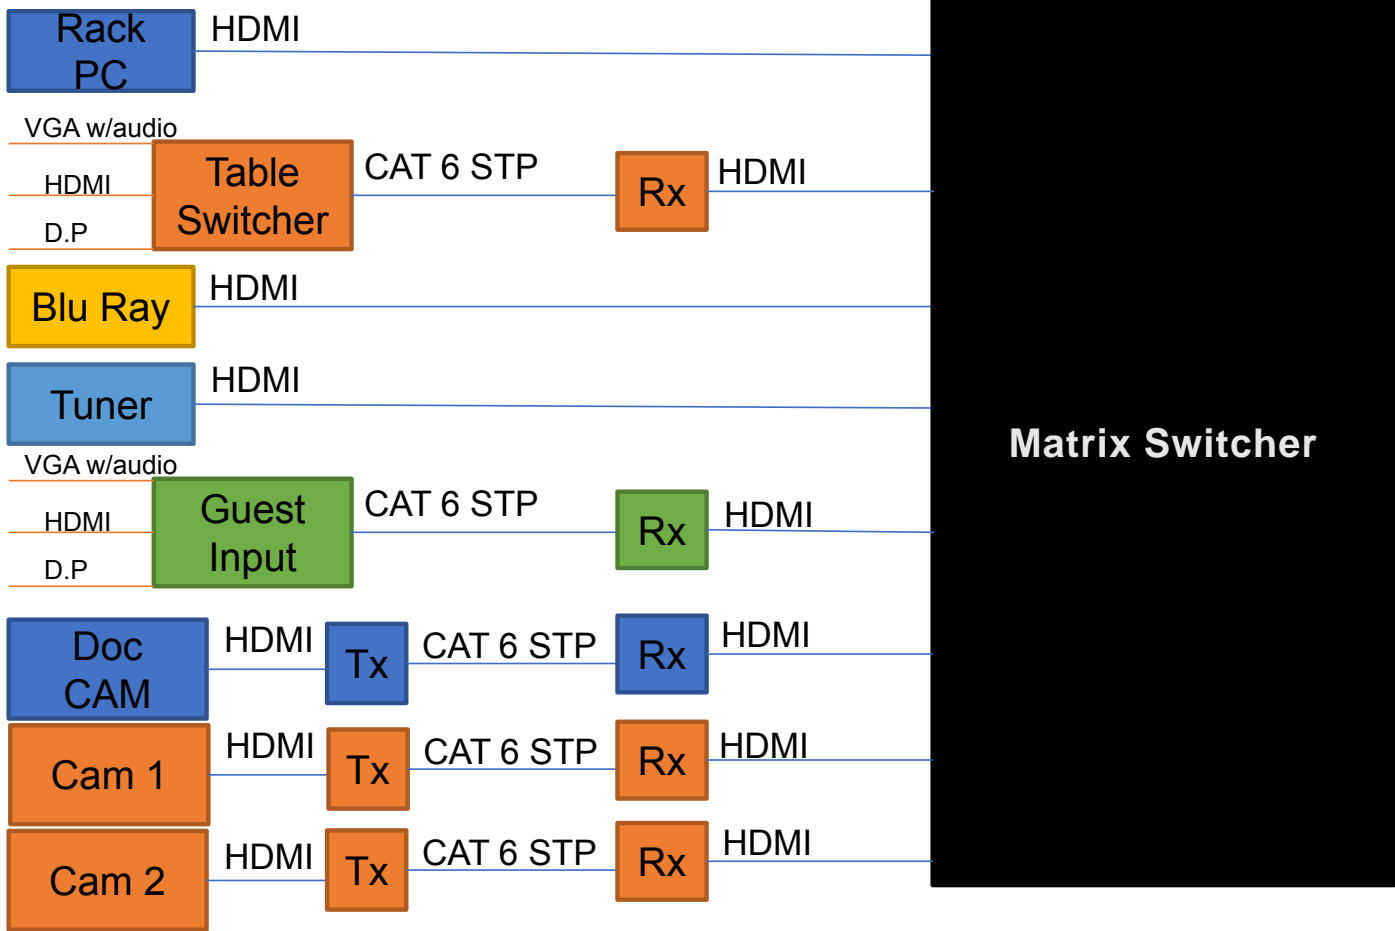 Rack
PC
HDMI
VGA w/audio
HDMI
D.P
Table
Switcher
CAT 6 STP
Rx
HDMI
Blu Ray
HDMI
Tuner
HDMI
Matrix Switcher
VGA w/audio
HDMI
D.P
Guest
Input
CAT 6 STP
Rx
HDMI
Doc
CAM
HDMI
Tx
CAT 6 STP
Rx
HDMI
Cam 1
HDMI
Tx
CAT 6 STP
Rx
HDMI
Cam 2
HDMI
Tx
CAT 6 STP
Rx
HDMI